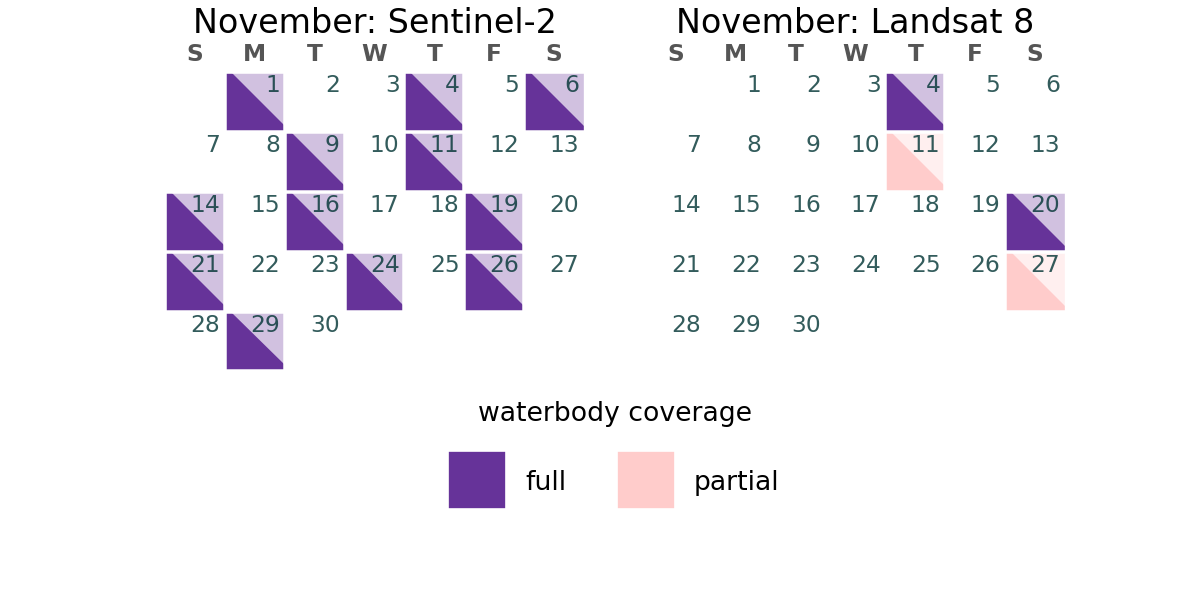 November: Sentinel-2
S M T W T F S
1 2 3 4 5 6
7 8 9 10 11 12 13
14 15 16 17 18 19 20
21 22 23 24 25 26 27
28 29 30
November: Landsat 8
S M T W T F S
1 2 3 4 5 6
7 8 9 10 11 12 13
14 15 16 17 18 19 20
21 22 23 24 25 26 27
28 29 30
waterbody coverage
full
partial